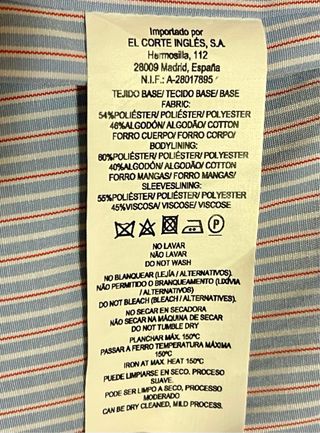 Importado por
EL CORTE INGLÉS, S.A.
Hermosilla, 112
28009 Madrid, España
N.I.F.: A-28017895
TEJIDO BASE/ TECIDO BASE/ BASE
FABRIC:
54%POLIÉSTER/POLIÉSTER/POLYESTER
46%ALGODÓN/ALGODÃO/COTTON
FORRO CUERPO/ FORRO CORPO/
BODYLINING:
60%POLIÉSTER/POLIÉSTER/POLYESTER
40%ALGODÓN/ALGODÃO/COTTON
FORRO MANGAS/ FORRO MANGAS/
SLEEVESLINING:
55%POLIÉSTER/POLIÉSTER/POLYESTER
45%VISCOSA/VISCOSE/VISCOSE
P
NO LAVAR
NÃO LAVAR
DO NOT WASH
NO BLANQUEAR (LEJÍA / ALTERNATIVOS).
NÃO PERMITIDO O BRANQUEAMENTO (LIXÍVIA
/ ALTERNATIVOS)
DO NOT BLEACH (BLEACH / ALTERNATIVES).
NO SECAR EN SECADORA
NÃO SECAR NA MÁQUINA DE SECAR
DO NOT TUMBLE DRY
PLANCHAR MÁX. 150ºC
PASSAR A FERRO TEMPERATURA MÁXIMA
150ºC
IRON AT MAX. HEAT 150ºC
PUEDE LIMPIARSE EN SECO. PROCESO
SUAVE.
PODE SER LIMPO A SECO, PROCESSO
MODERADO
CAN BE DRY CLEANED, MILD PROCESS.